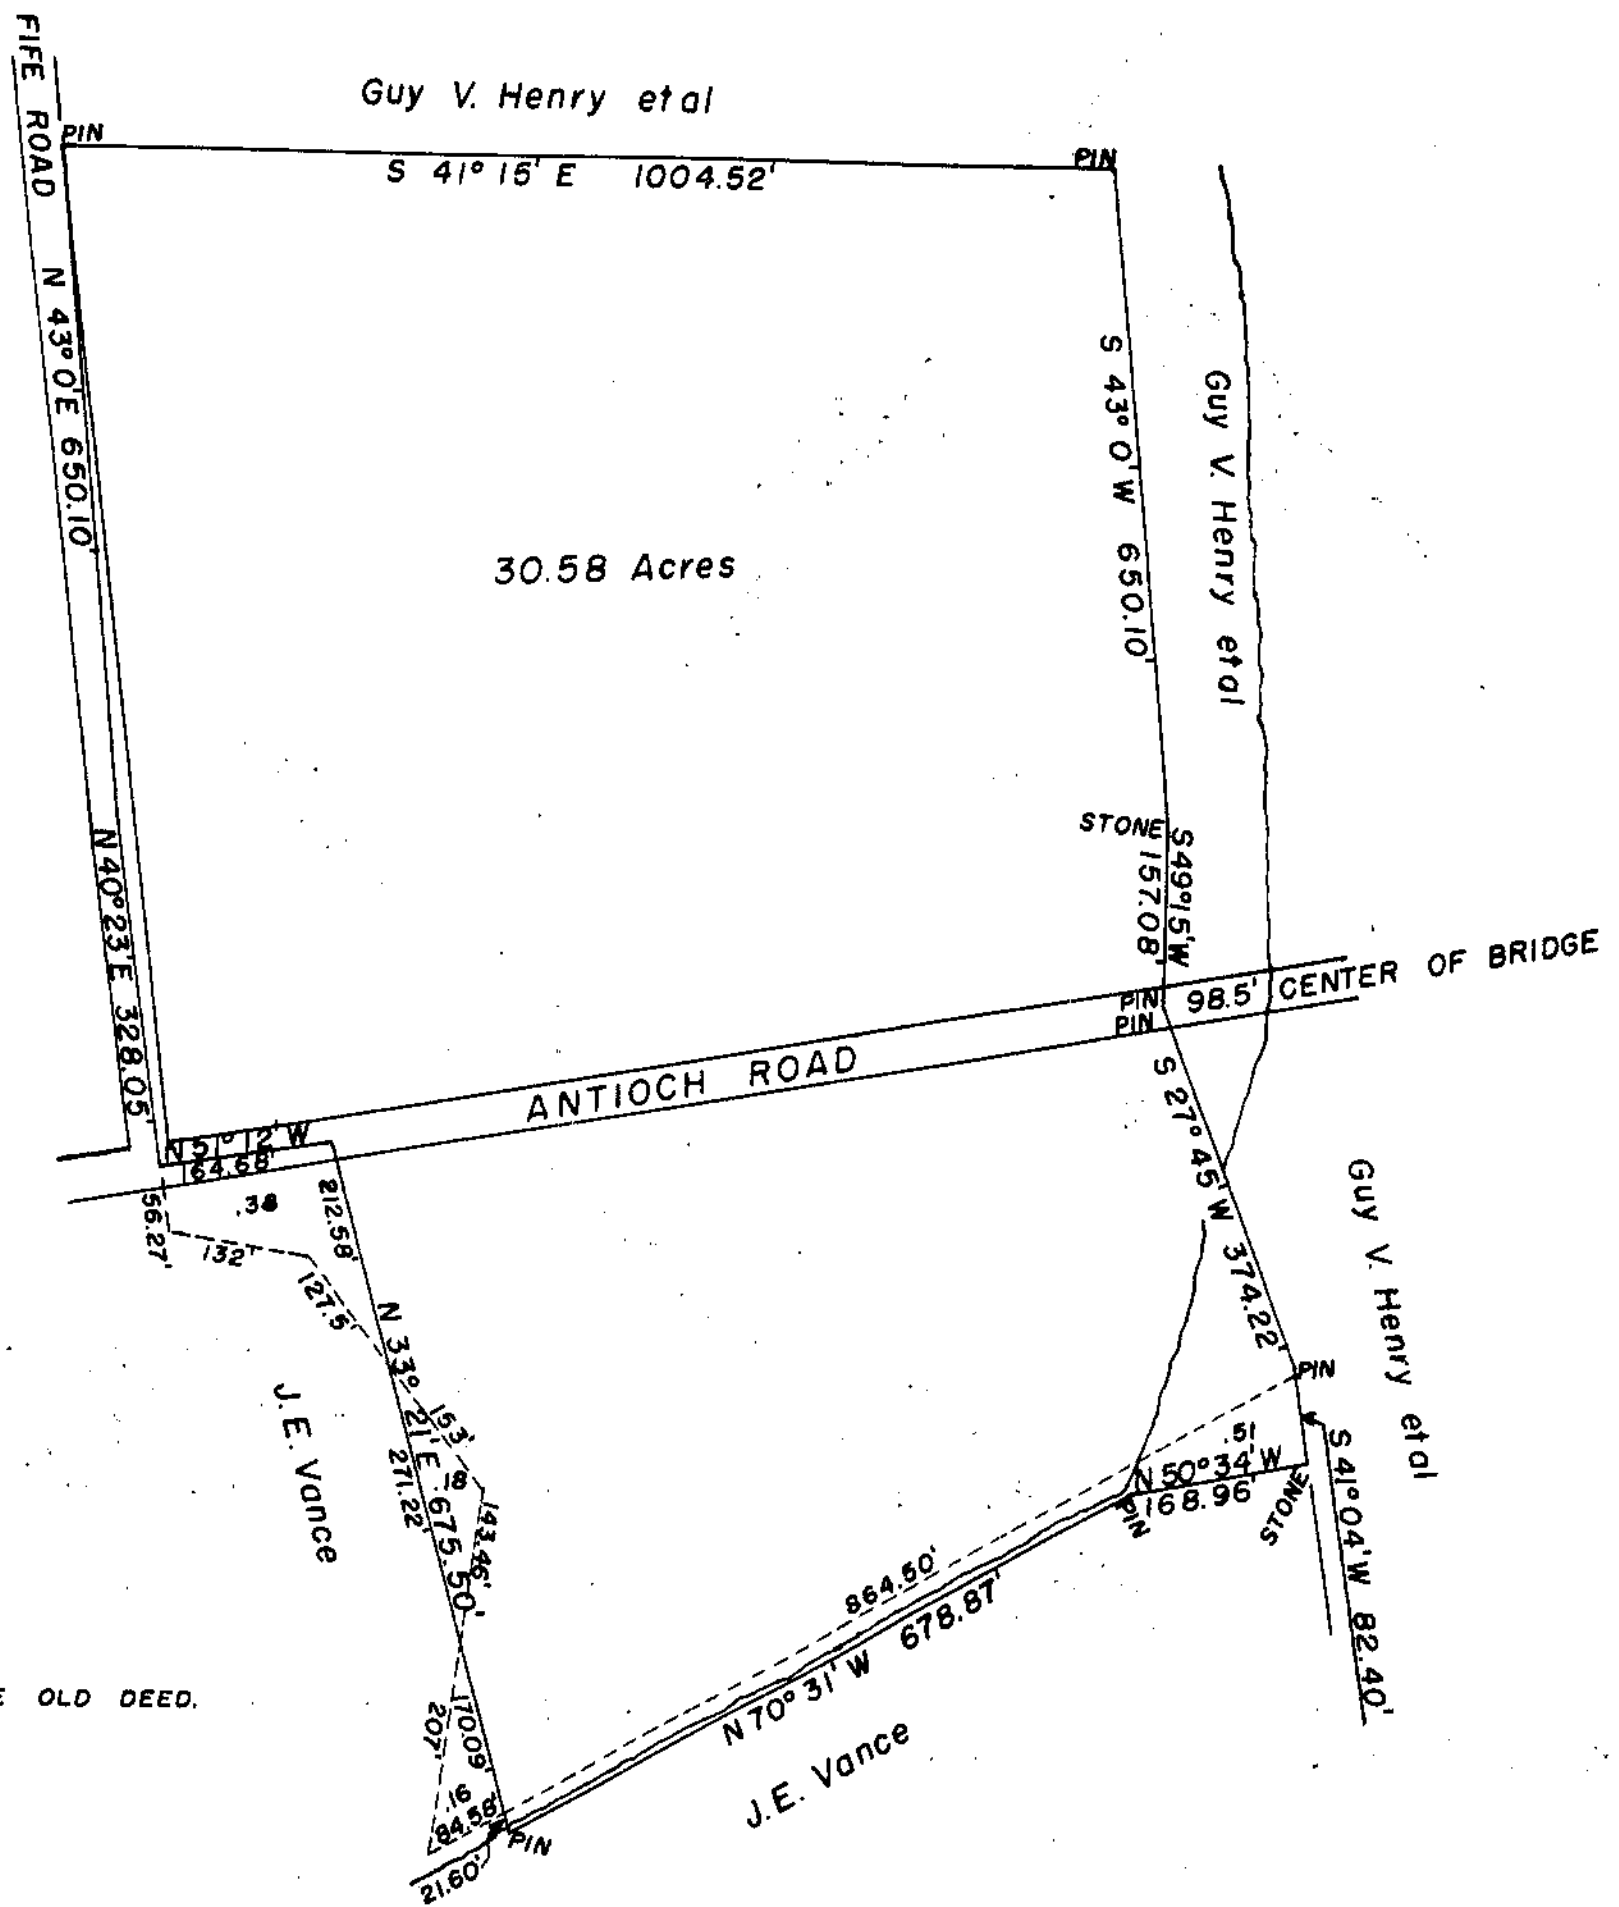 FIFE ROAD
Guy V. Henry et al
PIN
PIN
S 41° 15' E 1004.52'
N 43° 0' E 650.10'
S 43° 0' W 650.10'
Guy V. Henry et al
30.58 Acres
STONE
S 49° 15' W
157.08'
N 40° 23' E 328.05'
PIN
98.5' CENTER OF BRIDGE
PIN
ANTIOCH ROAD
N 51° 12' W
164.68'
56.27'
.38
132'
212.58'
127.5'
S 27° 45' W 374.22'
Guy V. Henry et al
PIN
N 33° 21' E 675.50'
J.E. Vance
153'
.18
271.22'
143.46'
.51
N 50° 34' W
168.96'
PIN
STONE
S 41° 04' W 82.40'
864.50'
678.87'
N 70° 31' W
J.E. Vance
E OLD DEED.
207'
170.09'
.16
84.58'
PIN
21.60'